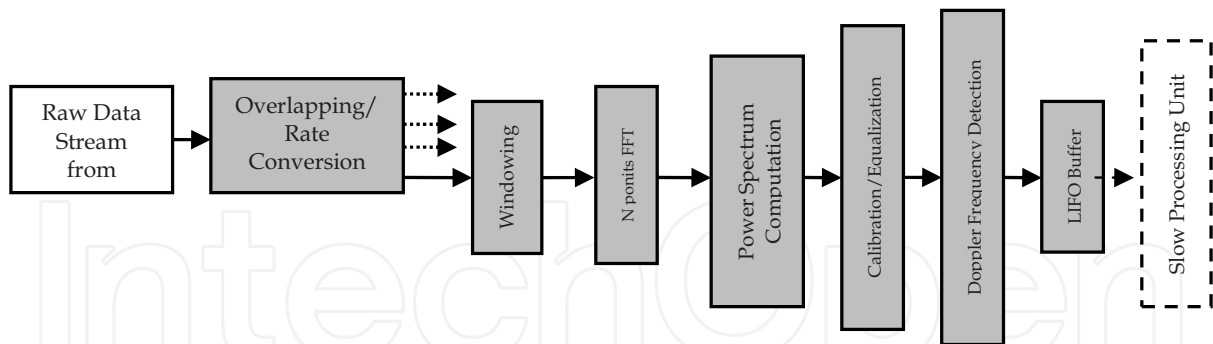 Raw Data
Stream
from
Overlapping/
Rate
Conversion
Windowing
N ponits FFT
Power Spectrum
Computation
Calibration/Equalization
Doppler Frequency Detection
LIFO Buffer
Slow Processing Unit
IntechOpen